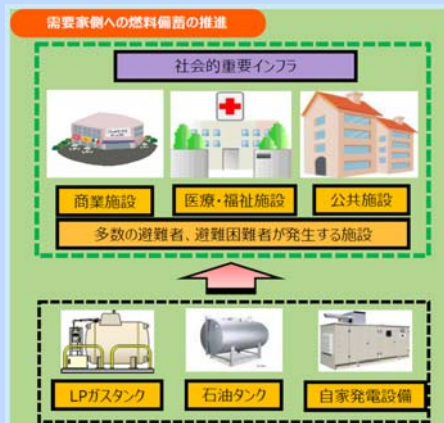 需要家側への燃料備蓄の推進
社会的重要インフラ
商業施設
医療・福祉施設
公共施設
多数の避難者、避難困難者が発生する施設
LPガスタンク
石油タンク
自家発電設備